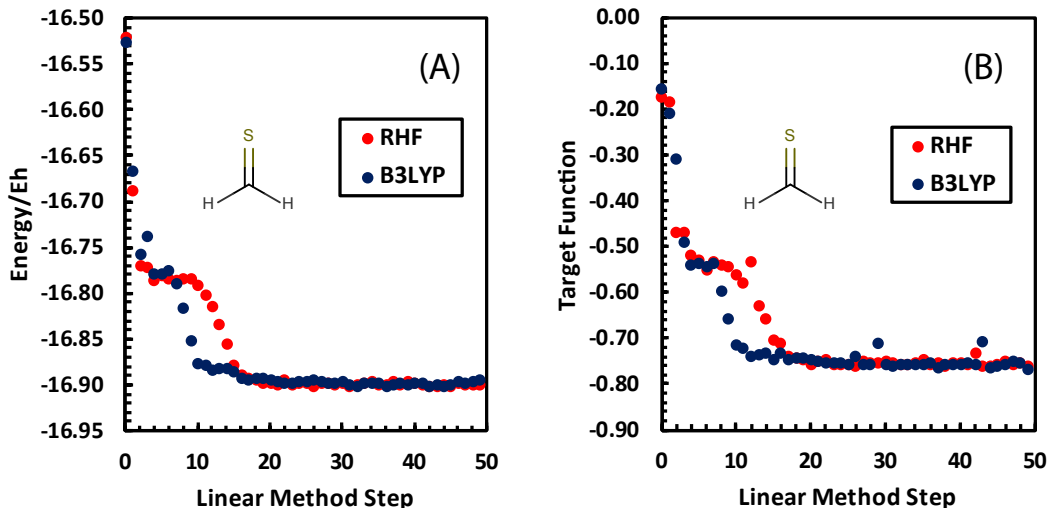 -16.50
-16.55
-16.60
-16.65
-16.70
-16.75
-16.80
-16.85
-16.90
-16.95
Energy/Eh
0
10
20
30
40
50
Linear Method Step
(A)
RHF
B3LYP
S
H
H
0.00
-0.10
-0.20
-0.30
-0.40
-0.50
-0.60
-0.70
-0.80
-0.90
Target Function
0
10
20
30
40
50
Linear Method Step
(B)
RHF
B3LYP
S
H
H